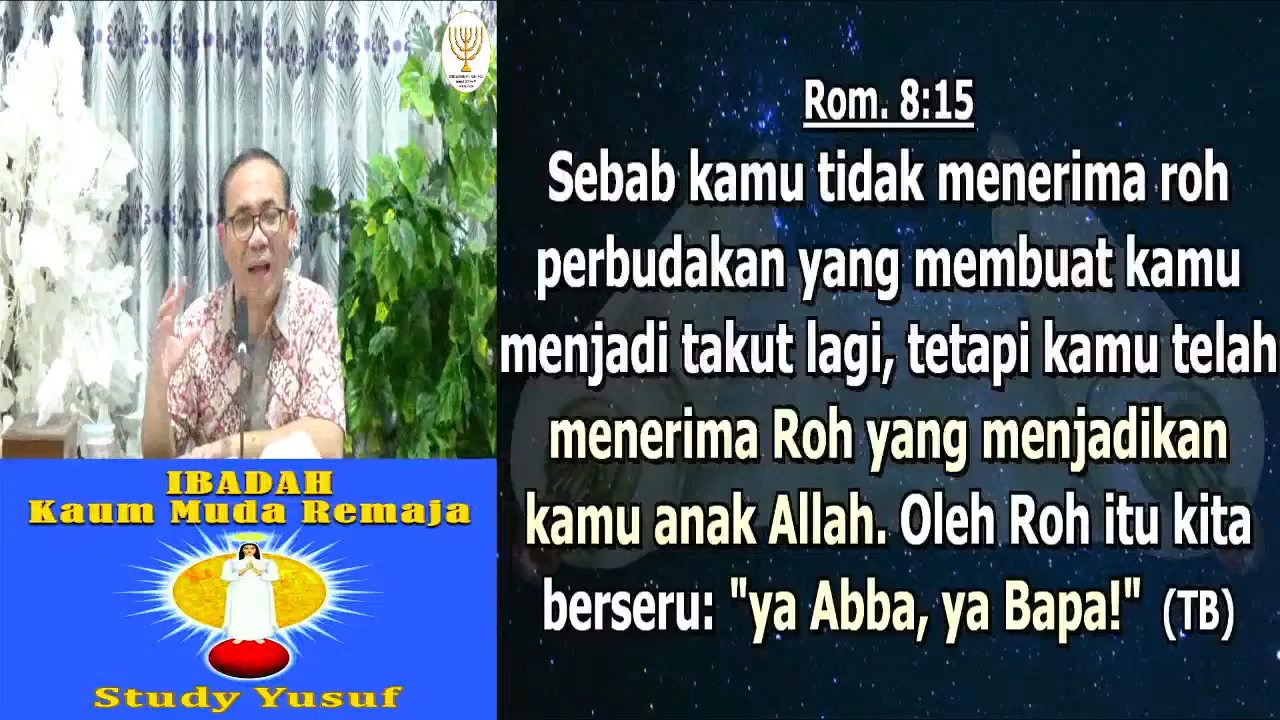 IBADAH
Kaum Muda Remaja
Study Yusuf
Rom. 8:15
Sebab kamu tidak menerima roh
perbudakan yang membuat kamu
menjadi takut lagi, tetapi kamu telah
menerima Roh yang menjadikan
kamu anak Allah. Oleh Roh itu kita
berseru: "ya Abba, ya Bapa!" (TB)